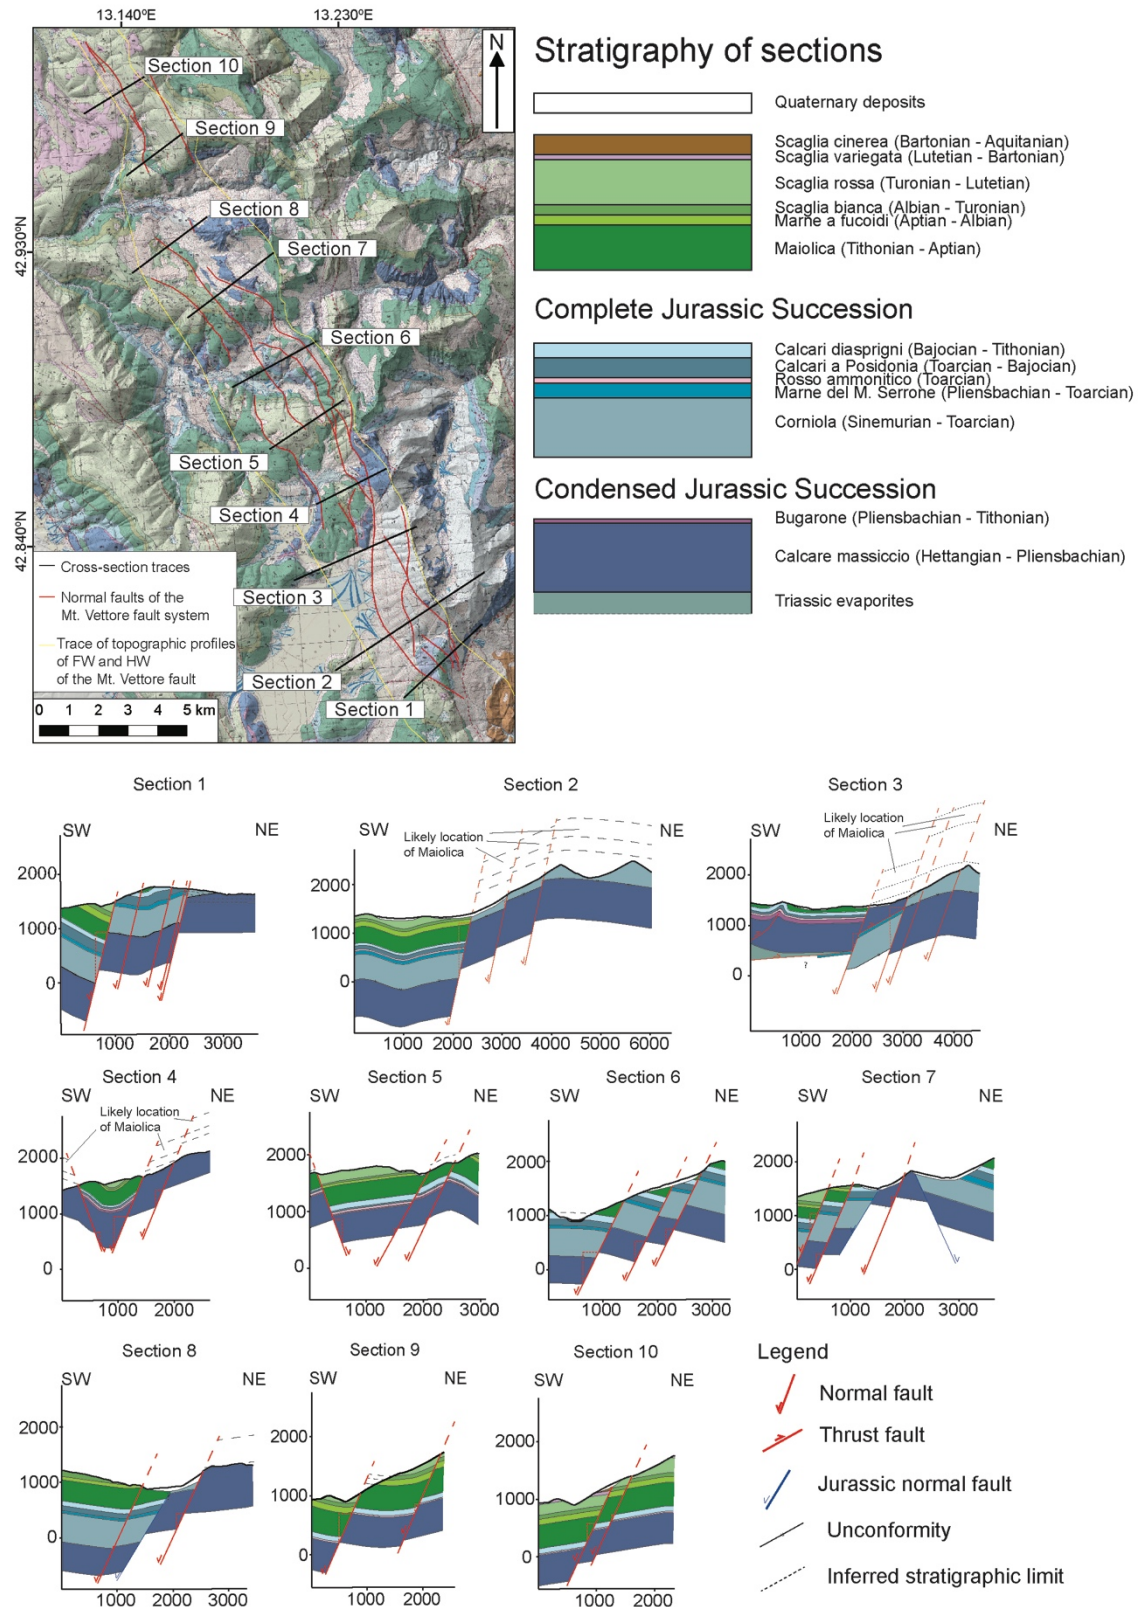 13.140ºE
13.230ºE
42.930ºN
42.840ºN
N
Section 10
Section 9
Section 8
Section 7
Section 6
Section 5
Section 4
Section 3
Section 2
Section 1
Cross-section traces
Normal faults of the
Mt. Vettore fault system
Trace of topographic profiles
of FW and HW
of the Mt. Vettore fault
0 1 2 3 4 5 km
Stratigraphy of sections
Quaternary deposits
Scaglia cinerea (Bartonian - Aquitanian)
Scaglia variegata (Lutetian - Bartonian)
Scaglia rossa (Turonian - Lutetian)
Scaglia bianca (Albian - Turonian)
Marne a fucoidi (Aptian - Albian)
Maiolica (Tithonian - Aptian)
Complete Jurassic Succession
Calcari diasprigni (Bajocian - Tithonian)
Calcari a Posidonia (Toarcian - Bajocian)
Rosso ammonitico (Toarcian)
Marne del M. Serrone (Pliensbachian - Toarcian)
Corniola (Sinemurian - Toarcian)
Condensed Jurassic Succession
Bugarone (Pliensbachian - Tithonian)
Calcare massiccio (Hettangian - Pliensbachian)
Triassic evaporites
Section 1
SW
NE
2000
1000
0
1000 2000 3000
Section 2
SW
NE
Likely location
of Maiolica
2000
1000
0
1000 2000 3000 4000 5000 6000
Section 3
SW
NE
Likely location
of Maiolica
2000
1000
0
?
1000 2000 3000 4000
Section 4
SW
NE
Likely location
of Maiolica
2000
1000
0
1000 2000
Section 5
SW
NE
2000
1000
0
1000 2000 3000
Section 6
SW
NE
2000
1000
0
1000 2000 3000
Section 7
SW
NE
2000
1000
0
1000 2000 3000
Section 8
SW
NE
2000
1000
0
1000 2000 3000
Section 9
SW
NE
2000
1000
0
1000 2000
Section 10
SW
NE
2000
1000
0
1000 2000
Legend
Normal fault
Thrust fault
Jurassic normal fault
Unconformity
Inferred stratigraphic limit